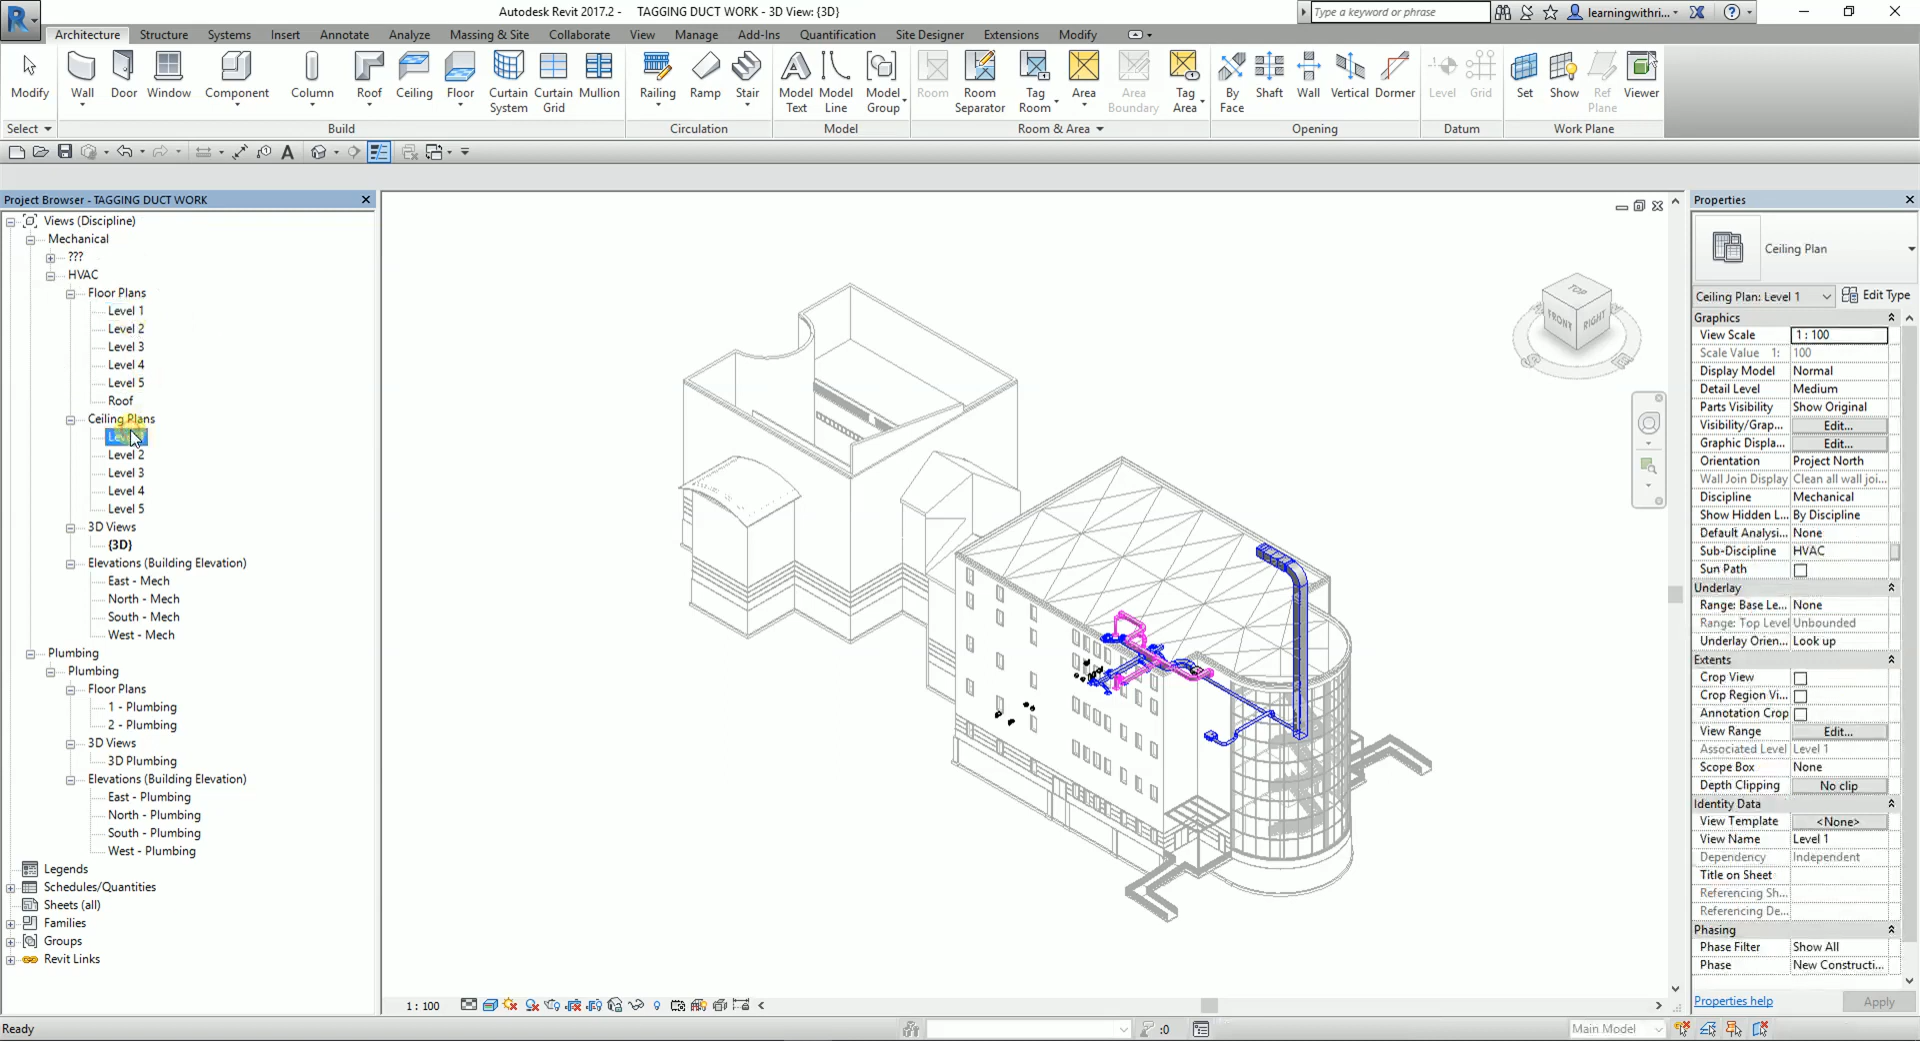 Autodesk Revit 2017.2 - TAGGING DUCT WORK - 3D View: {3D}
Type a keyword or phrase
learningwithri...
Architecture Structure Systems Insert Annotate Analyze Massing & Site Collaborate View Manage Add-Ins Quantification Site Designer Extensions Modify
Modify Wall Door Window Component Column Roof Ceiling Floor Curtain System Curtain Grid Mullion Railing Ramp Stair Model Text Model Line Model Group Room Room Separator Tag Room Area Area Boundary Tag Area By Face Shaft Wall Vertical Dormer Level Grid Set Show Ref Plane Viewer
Select Build Circulation Model Room & Area Opening Datum Work Plane
Project Browser - TAGGING DUCT WORK
Views (Discipline)
Mechanical
???
HVAC
Floor Plans
Level 1
Level 2
Level 3
Level 4
Level 5
Roof
Ceiling Plans
Level 2
Level 3
Level 4
Level 5
3D Views
{3D}
Elevations (Building Elevation)
East - Mech
North - Mech
South - Mech
West - Mech
Plumbing
Plumbing
Floor Plans
1 - Plumbing
2 - Plumbing
3D Views
3D Plumbing
Elevations (Building Elevation)
East - Plumbing
North - Plumbing
South - Plumbing
West - Plumbing
Legends
Schedules/Quantities
Sheets (all)
Families
Groups
Revit Links
TOP
FRONT
RIGHT
Properties
Ceiling Plan
Ceiling Plan: Level 1 Edit Type
Graphics
View Scale 1 : 100
Scale Value 1: 100
Display Model Normal
Detail Level Medium
Parts Visibility Show Original
Visibility/Grap... Edit...
Graphic Displa... Edit...
Orientation Project North
Wall Join Display Clean all wall joi...
Discipline Mechanical
Show Hidden L... By Discipline
Default Analysi... None
Sub-Discipline HVAC
Sun Path
Underlay
Range: Base Le... None
Range: Top Level Unbounded
Underlay Orien... Look up
Extents
Crop View
Crop Region Vi...
Annotation Crop
View Range Edit...
Associated Level Level 1
Scope Box None
Depth Clipping No clip
Identity Data
View Template <None>
View Name Level 1
Dependency Independent
Title on Sheet
Referencing Sh...
Referencing De...
Phasing
Phase Filter Show All
Phase New Constructi...
Properties help Apply
1 : 100
Ready
:0
Main Model